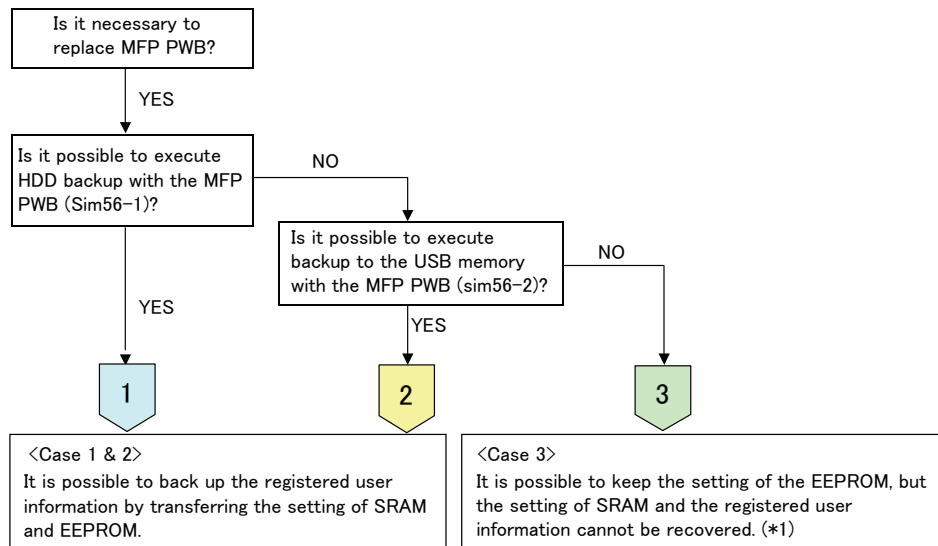 Is it necessary to
replace MFP PWB?
YES
Is it possible to execute
HDD backup with the MFP
PWB (Sim56-1)?
NO
Is it possible to execute
backup to the USB memory
with the MFP PWB (sim56-2)?
NO
YES
YES
1
2
3
<Case 1 & 2>
It is possible to back up the registered user
information by transferring the setting of SRAM
and EEPROM.
<Case 3>
It is possible to keep the setting of the EEPROM, but
the setting of SRAM and the registered user
information cannot be recovered. (*1)